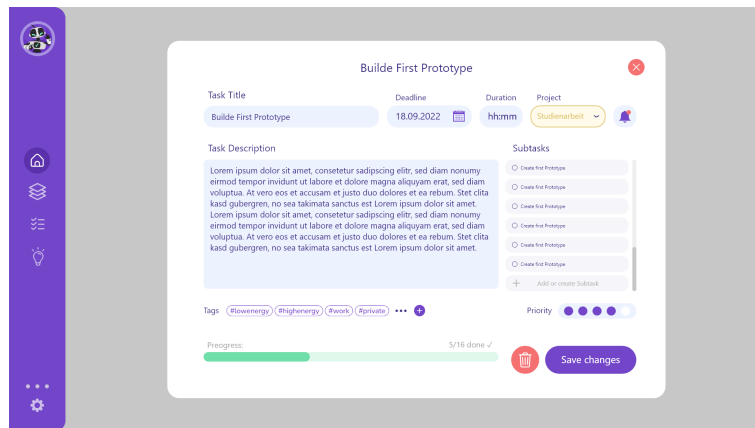 Builde First Prototype
Task Title
Deadline
Duration
Project
Builde First Prototype
18.09.2022
hh:mm
Studienarbeit
Task Description
Subtasks
Lorem ipsum dolor sit amet, consetetur sadipscing elitr, sed diam nonumy
eirmod tempor invidunt ut labore et dolore magna aliquyam erat, sed diam
voluptua. At vero eos et accusam et justo duo dolores et ea rebum. Stet clita
kasd gubergren, no sea takimata sanctus est Lorem ipsum dolor sit amet.
Lorem ipsum dolor sit amet, consetetur sadipscing elitr, sed diam nonumy
eirmod tempor invidunt ut labore et dolore magna aliquyam erat, sed diam
voluptua. At vero eos et accusam et justo duo dolores et ea rebum. Stet clita
kasd gubergren, no sea takimata sanctus est Lorem ipsum dolor sit amet.
Create first Prototype
Create first Prototype
Create first Prototype
Create first Prototype
Create first Prototype
Create first Prototype
Add or create Subtask
Tags
#lowenergy
#highenergy
#work
#private
Priority
Preogress:
5/16 done ✓
Save changes